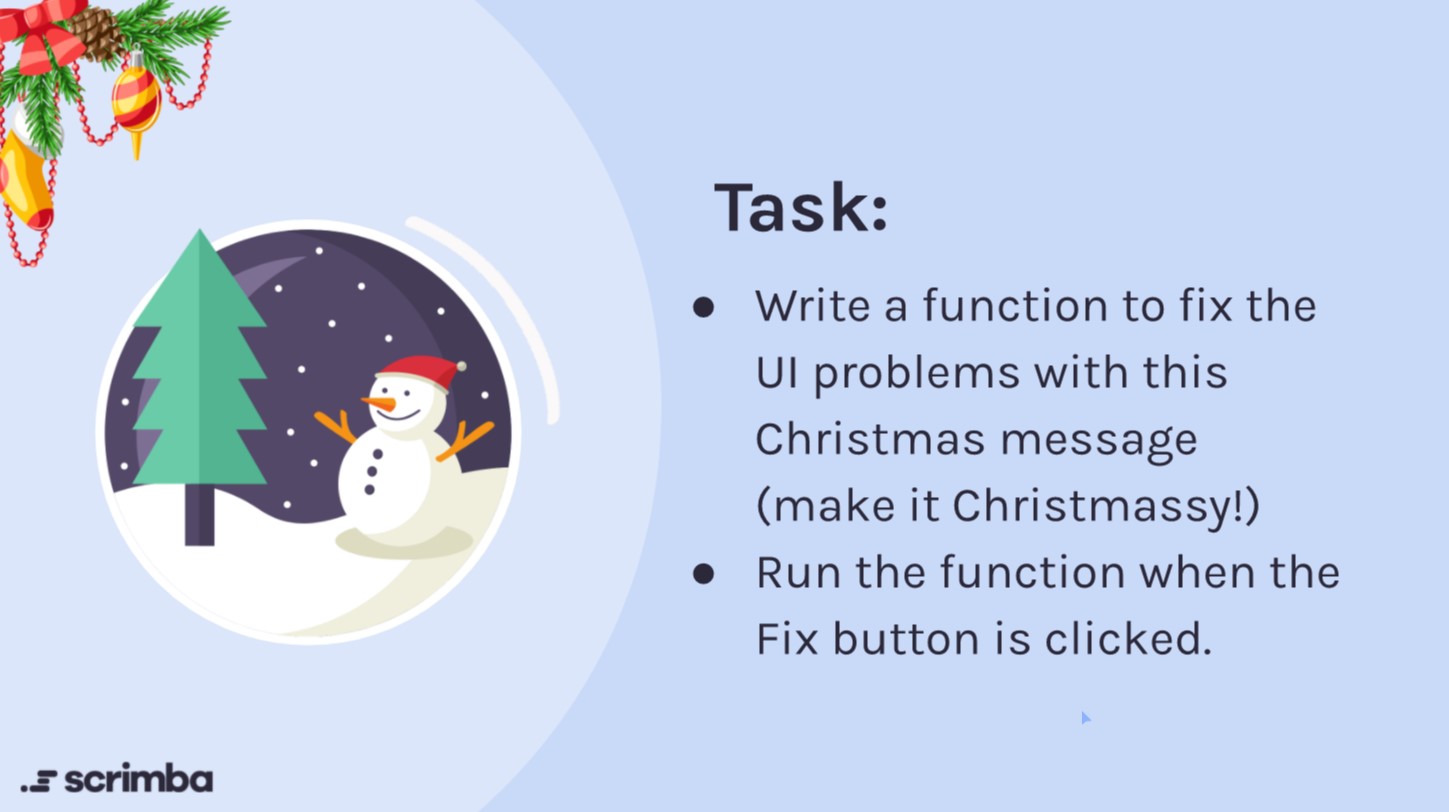 Task:
● Write a function to fix the
UI problems with this
Christmas message
(make it Christmassy!)
● Run the function when the
Fix button is clicked.
scrimba